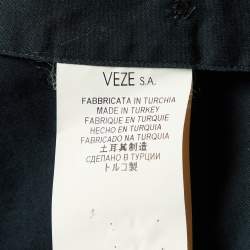 VEZE S.A.
FABBRICATA IN TURCHIA
MADE IN TURKEY
FABRIQUE EN TURQUIE
HECHO EN TURQUIA
FABRICADO NA TURQUIA
土耳其制造
СДЕЛАНО В ТУРЦИИ
トルコ製